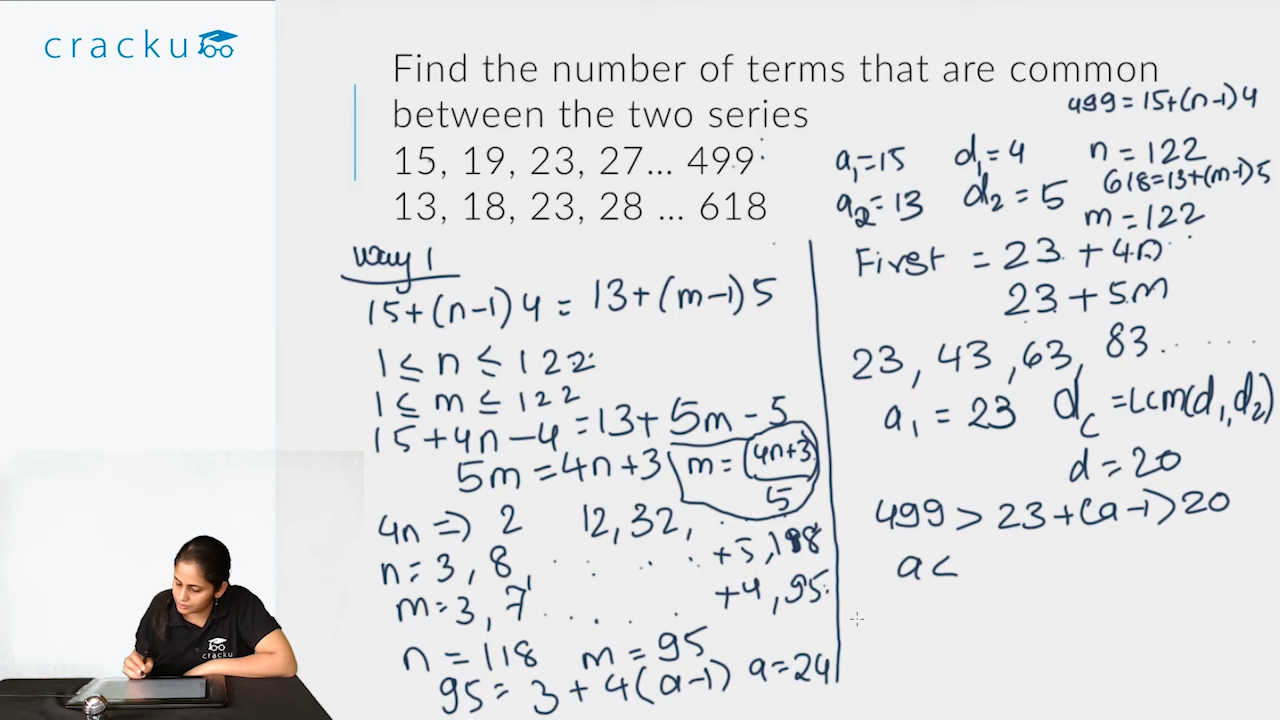 cracku
Find the number of terms that are common
between the two series
15, 19, 23, 27... 499
13, 18, 23, 28 ... 618
499=15+(n-1)4
a₁=15 d₁=4 n=122
618=13+(m-1)5
a₂=13 d₂=5 m=122
Way 1
15+(n-1)4 = 13+(m-1)5
1≤n≤122
1≤m≤122
15+4n-4=13+5m-5
5m=4n+3 m=4n+3/5
4n=) 2 12,32, ...
n=3,8 ..... +5,118
m=3,7 ..... +4,95
n=118 m=95
95=3+4(a-1) a=24
First =23+4n
23+5m
23, 43, 63, 83......
a₁=23 d_c=Lcm(d₁,d₂)
d=20
499>23+(a-1)20
a<
cracku